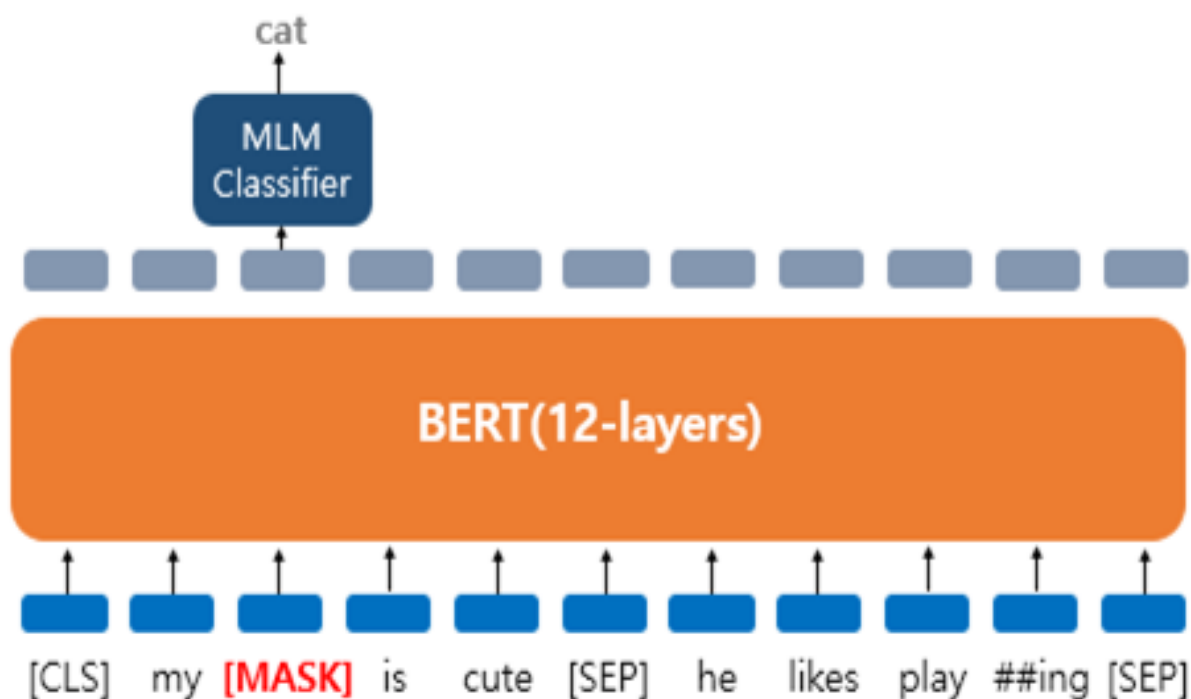 cat
MLM
Classifier
BERT(12-layers)
[CLS] my [MASK] is cute [SEP] he likes play ##ing [SEP]